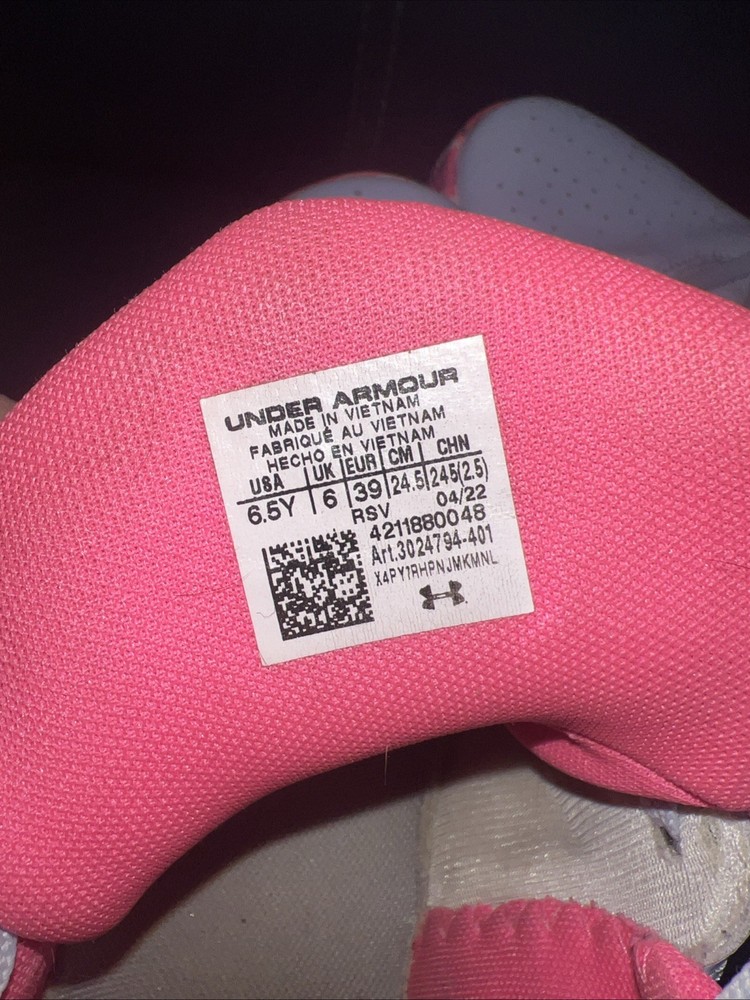 UNDER ARMOUR
MADE IN VIETNAM
FABRIQUÉ AU VIETNAM
HECHO EN VIETNAM
USA UK EUR CM CHN
6.5Y 6 39 24.5 245(2.5)
RSV 04/22
4211880048
Art.3024794-401
X4PY7RHPNJMKMNL